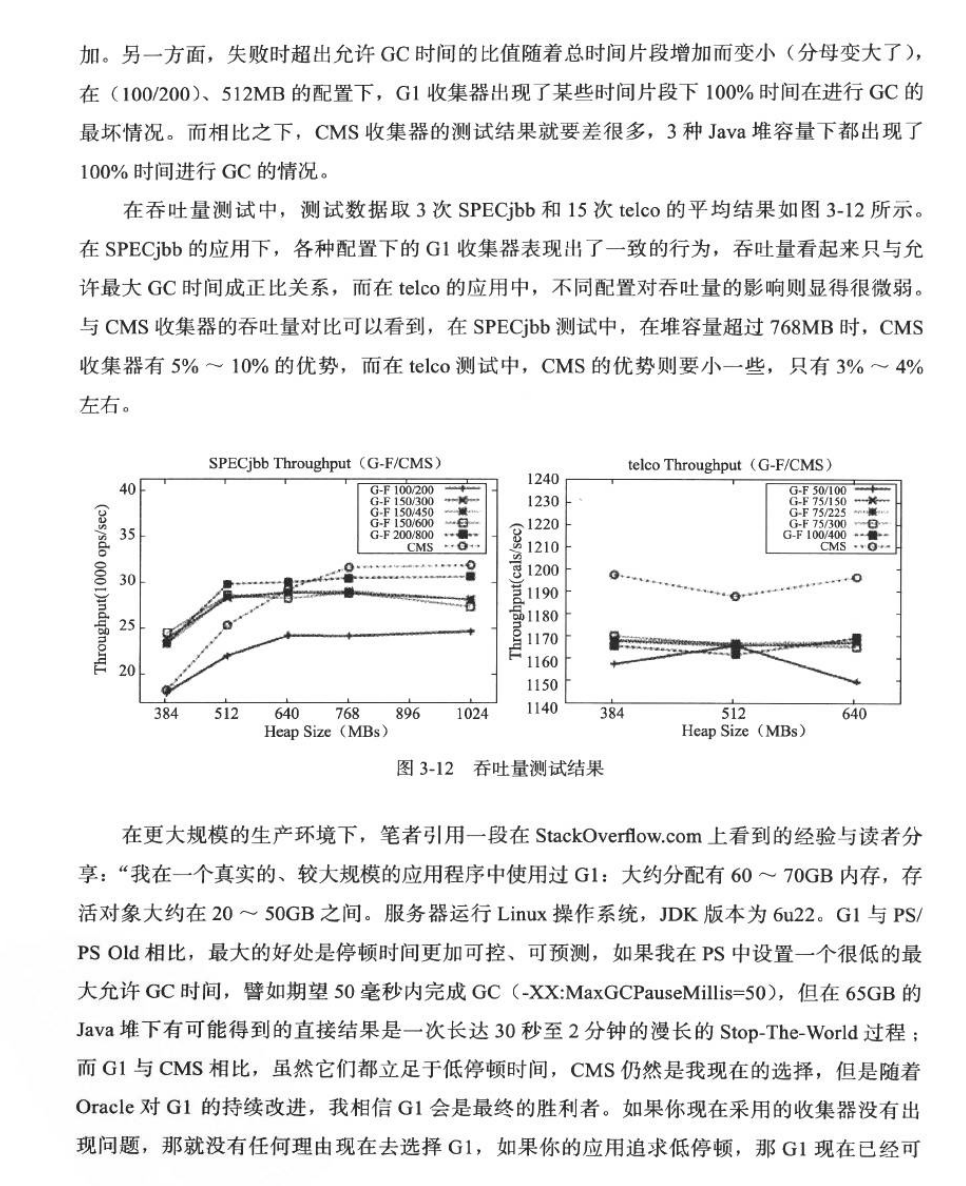 加。另一方面，失败时超出允许 GC 时间的比值随着总时间片段增加而变小（分母变大了），
在（100/200）、512MB 的配置下，G1 收集器出现了某些时间片段下 100% 时间在进行 GC 的
最坏情况。而相比之下，CMS 收集器的测试结果就要差很多，3 种 Java 堆容量下都出现了
100% 时间进行 GC 的情况。
在吞吐量测试中，测试数据取 3 次 SPECjbb 和 15 次 telco 的平均结果如图 3-12 所示。
在 SPECjbb 的应用下，各种配置下的 G1 收集器表现出了一致的行为，吞吐量看起来只与允
许最大 GC 时间成正比关系，而在 telco 的应用中，不同配置对吞吐量的影响则显得很微弱。
与 CMS 收集器的吞吐量对比可以看到，在 SPECjbb 测试中，在堆容量超过 768MB 时，CMS
收集器有 5% ～ 10% 的优势，而在 telco 测试中，CMS 的优势则要小一些，只有 3% ～ 4%
左右。
SPECjbb Throughput（G-F/CMS）
40
35
30
25
20
Throughput(1000 ops/sec)
G-F 100/200
G-F 150/300
G-F 150/450
G-F 150/600
G-F 200/800
CMS
384 512 640 768 896 1024
Heap Size（MBs）
telco Throughput（G-F/CMS）
1240
1230
1220
1210
1200
1190
1180
1170
1160
1150
1140
Throughput(cals/sec)
G-F 50/100
G-F 75/150
G-F 75/225
G-F 75/300
G-F 100/400
CMS
384 512 640
Heap Size（MBs）
图 3-12 吞吐量测试结果
在更大规模的生产环境下，笔者引用一段在 StackOverflow.com 上看到的经验与读者分
享：“我在一个真实的、较大规模的应用程序中使用过 G1：大约分配有 60 ～ 70GB 内存，存
活对象大约在 20 ～ 50GB 之间。服务器运行 Linux 操作系统，JDK 版本为 6u22。G1 与 PS/
PS Old 相比，最大的好处是停顿时间更加可控、可预测，如果我在 PS 中设置一个很低的最
大允许 GC 时间，譬如期望 50 毫秒内完成 GC（-XX:MaxGCPauseMillis=50），但在 65GB 的
Java 堆下有可能得到的直接结果是一次长达 30 秒至 2 分钟的漫长的 Stop-The-World 过程；
而 G1 与 CMS 相比，虽然它们都立足于低停顿时间，CMS 仍然是我现在的选择，但是随着
Oracle 对 G1 的持续改进，我相信 G1 会是最终的胜利者。如果你现在采用的收集器没有出
现问题，那就没有任何理由现在去选择 G1，如果你的应用追求低停顿，那 G1 现在已经可